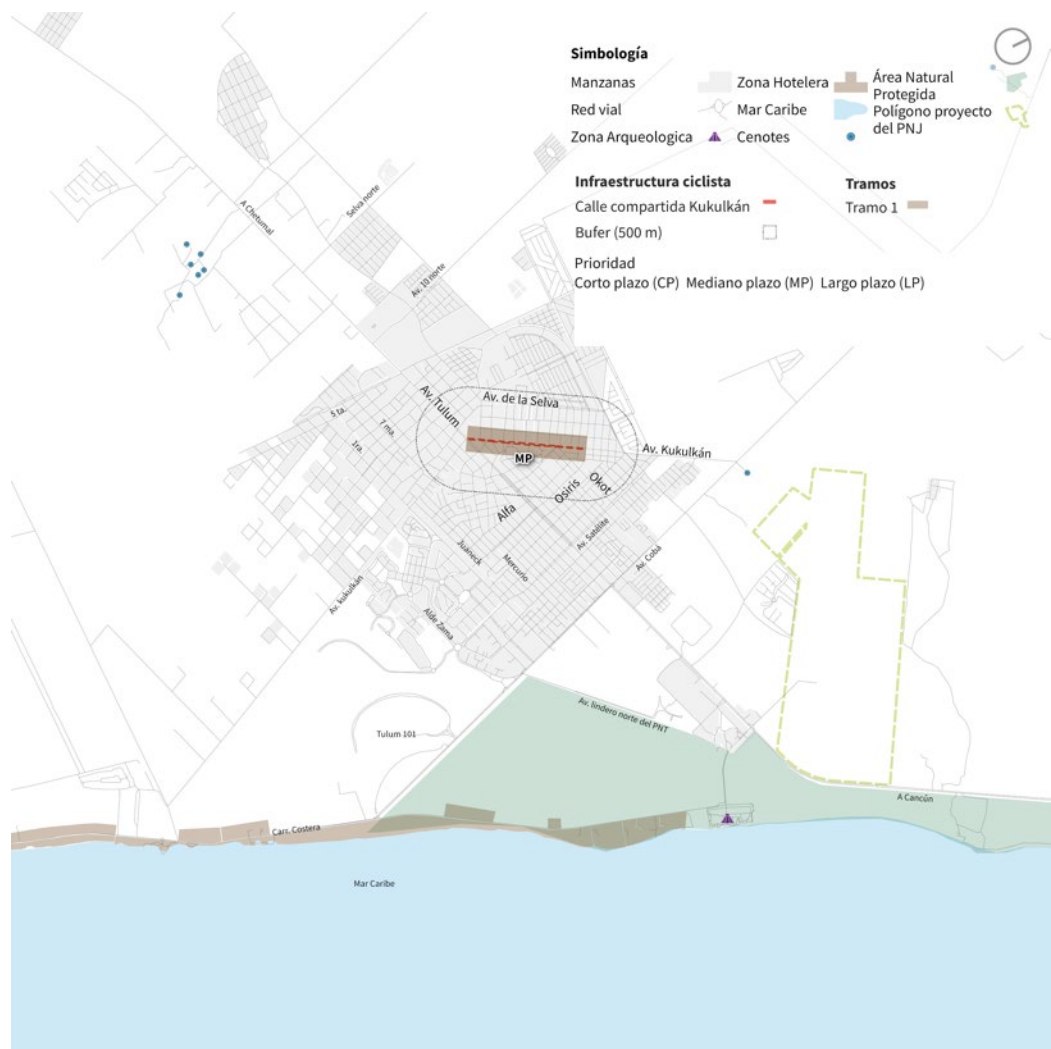 Simbología
Manzanas
Zona Hotelera
Área Natural
Protegida
Red vial
Mar Caribe
Polígono proyecto
del PNJ
Zona Arqueologica
Cenotes
Infraestructura ciclista
Tramos
Calle compartida Kukulkán
Tramo 1
Bufer (500 m)
Prioridad
Corto plazo (CP) Mediano plazo (MP) Largo plazo (LP)
A Chetumal
Selva norte
Av. 10 norte
Av. Tulum
Av. de la Selva
5 ta.
7 ma.
1ra.
MP
Av. Kukulkán
Okot
Osiris
Alfa
Av. Satélite
Juaneck
Mercurio
Av. Cobá
Av. kukulkán
Alde Zama
Av. lindero norte del PNT
Tulum 101
A Cancún
Carr. Costera
Mar Caribe